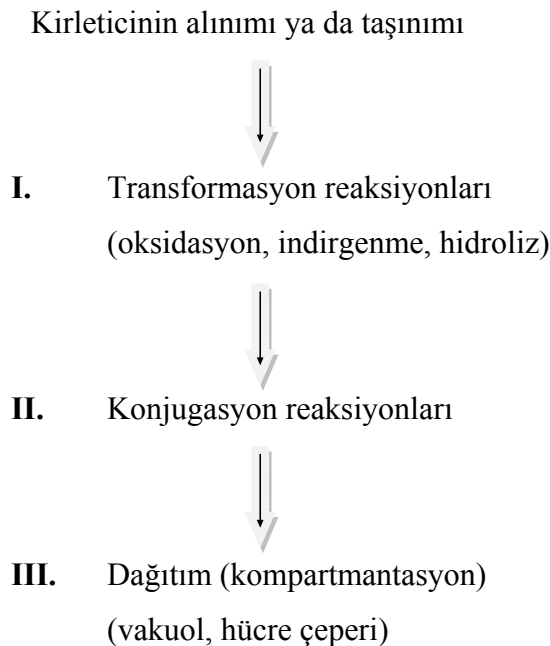 Kirleticinin alınımı ya da taşınımı
I. Transformasyon reaksiyonları
(oksidasyon, indirgenme, hidroliz)
II. Konjugasyon reaksiyonları
III. Dağıtım (kompartmantasyon)
(vakuol, hücre çeperi)